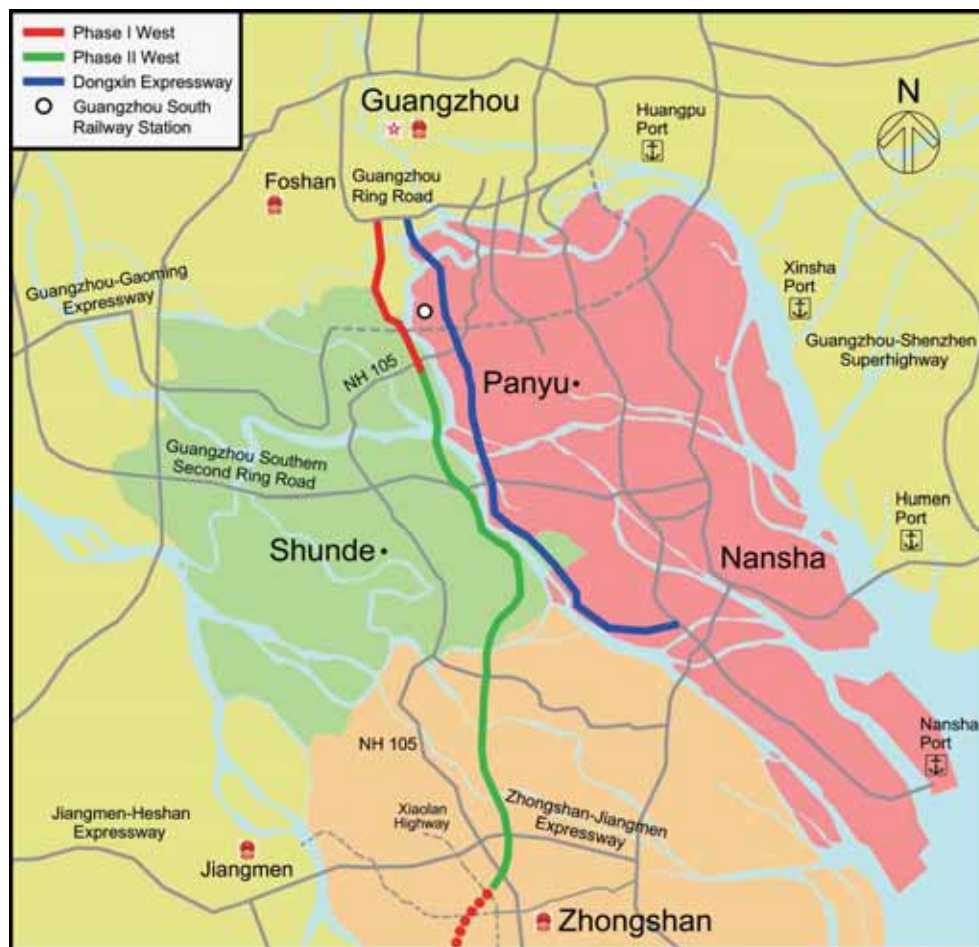 Phase I West
Phase II West
Dongxin Expressway
Guangzhou South
Railway Station
N
Guangzhou
Huangpu
Port
Foshan
Guangzhou
Ring Road
Xinsha
Port
Guangzhou-Gaoming
Expressway
Guangzhou-Shenzhen
Superhighway
NH 105
Panyu
Guangzhou Southern
Second Ring Road
Humen
Port
Shunde
Nansha
Nansha
Port
NH 105
Xiaolan
Highway
Zhongshan-Jiangmen
Expressway
Jiangmen-Heshan
Expressway
Jiangmen
Zhongshan